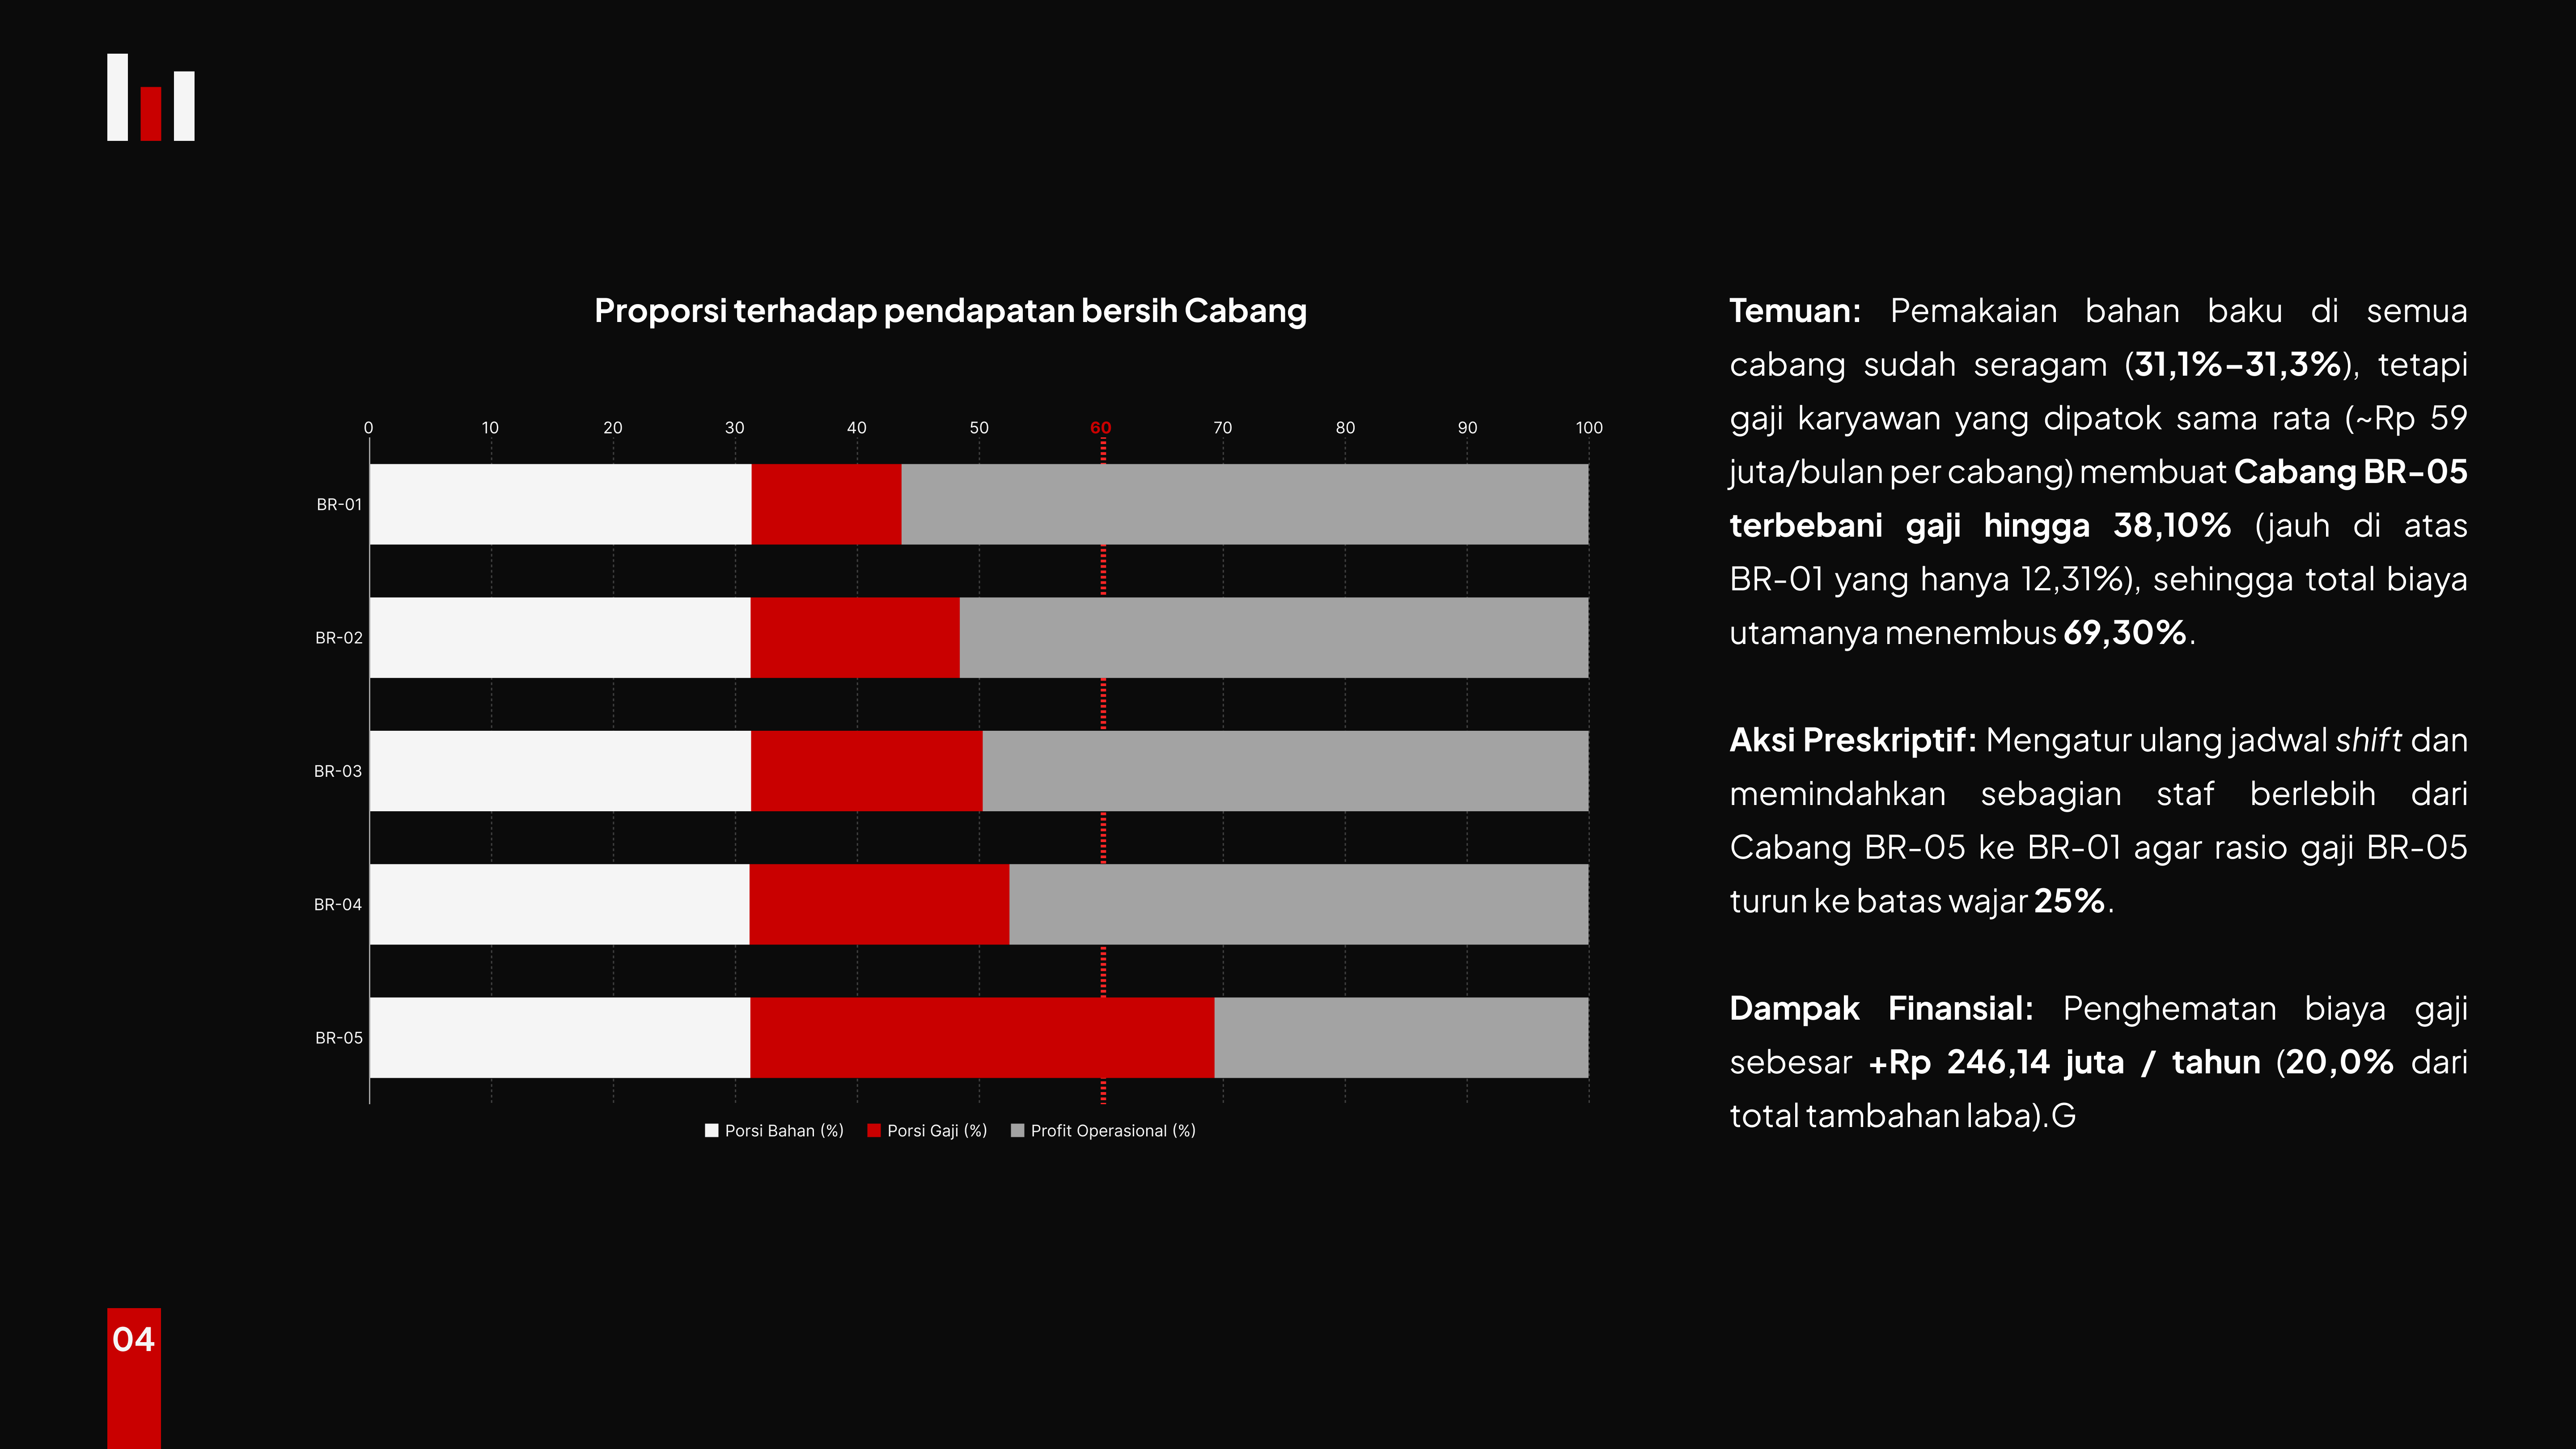 Proporsi terhadap pendapatan bersih Cabang
0 10 20 30 40 50 60 70 80 90 100
BR-01
BR-02
BR-03
BR-04
BR-05
Porsi Bahan (%) Porsi Gaji (%) Profit Operasional (%)
Temuan: Pemakaian bahan baku di semua
cabang sudah seragam (31,1%–31,3%), tetapi
gaji karyawan yang dipatok sama rata (~Rp 59
juta/bulan per cabang) membuat Cabang BR-05
terbebani gaji hingga 38,10% (jauh di atas
BR-01 yang hanya 12,31%), sehingga total biaya
utamanya menembus 69,30%.
Aksi Preskriptif: Mengatur ulang jadwal shift dan
memindahkan sebagian staf berlebih dari
Cabang BR-05 ke BR-01 agar rasio gaji BR-05
turun ke batas wajar 25%.
Dampak Finansial: Penghematan biaya gaji
sebesar +Rp 246,14 juta / tahun (20,0% dari
total tambahan laba).G
04